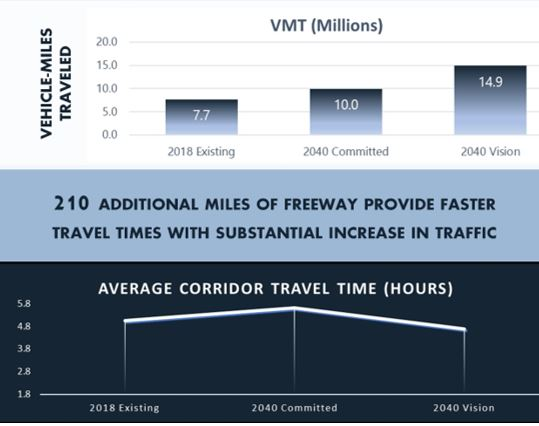 VMT (Millions)
VEHICLE-MILES
TRAVELED
20.0
15.0
10.0
5.0
0.0
7.7
10.0
14.9
2018 Existing 2040 Committed 2040 Vision
210 ADDITIONAL MILES OF FREEWAY PROVIDE FASTER
TRAVEL TIMES WITH SUBSTANTIAL INCREASE IN TRAFFIC
AVERAGE CORRIDOR TRAVEL TIME (HOURS)
5.8
4.8
3.8
2.8
1.8
2018 Existing 2040 Committed 2040 Vision